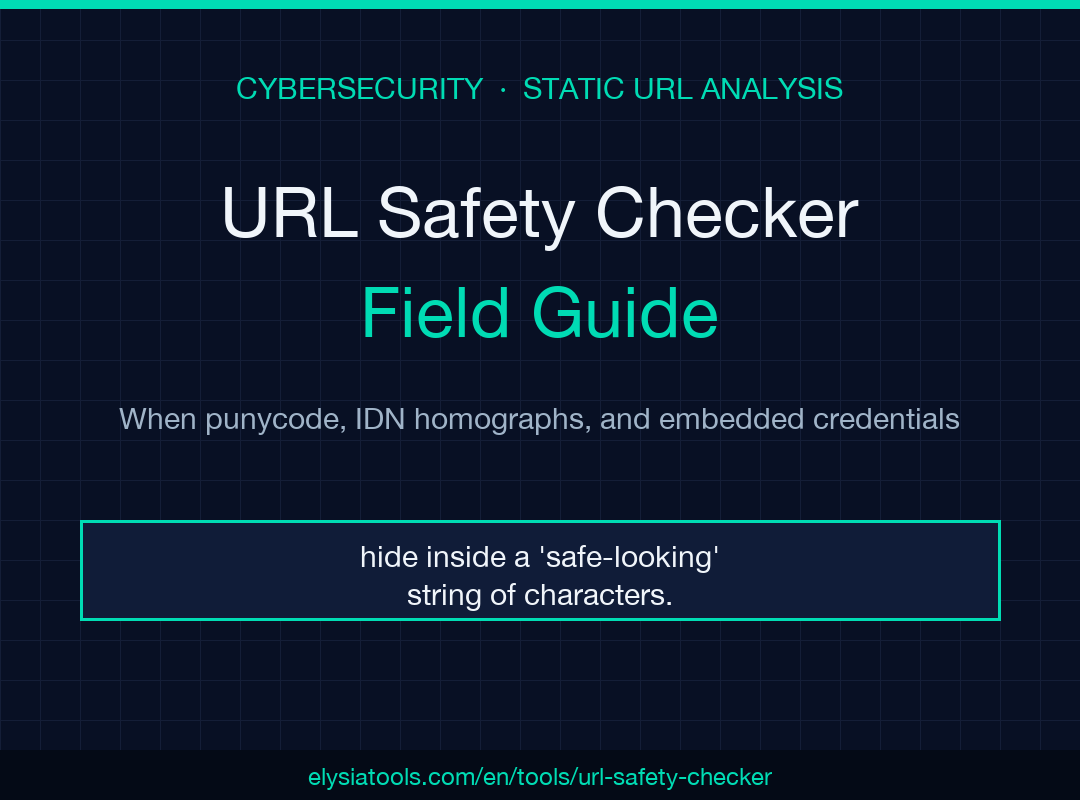 CYBERSECURITY · STATIC URL ANALYSIS
URL Safety Checker
Field Guide
When punycode, IDN homographs, and embedded credentials
hide inside a 'safe-looking'
string of characters.
elysiatools.com/en/tools/url-safety-checker